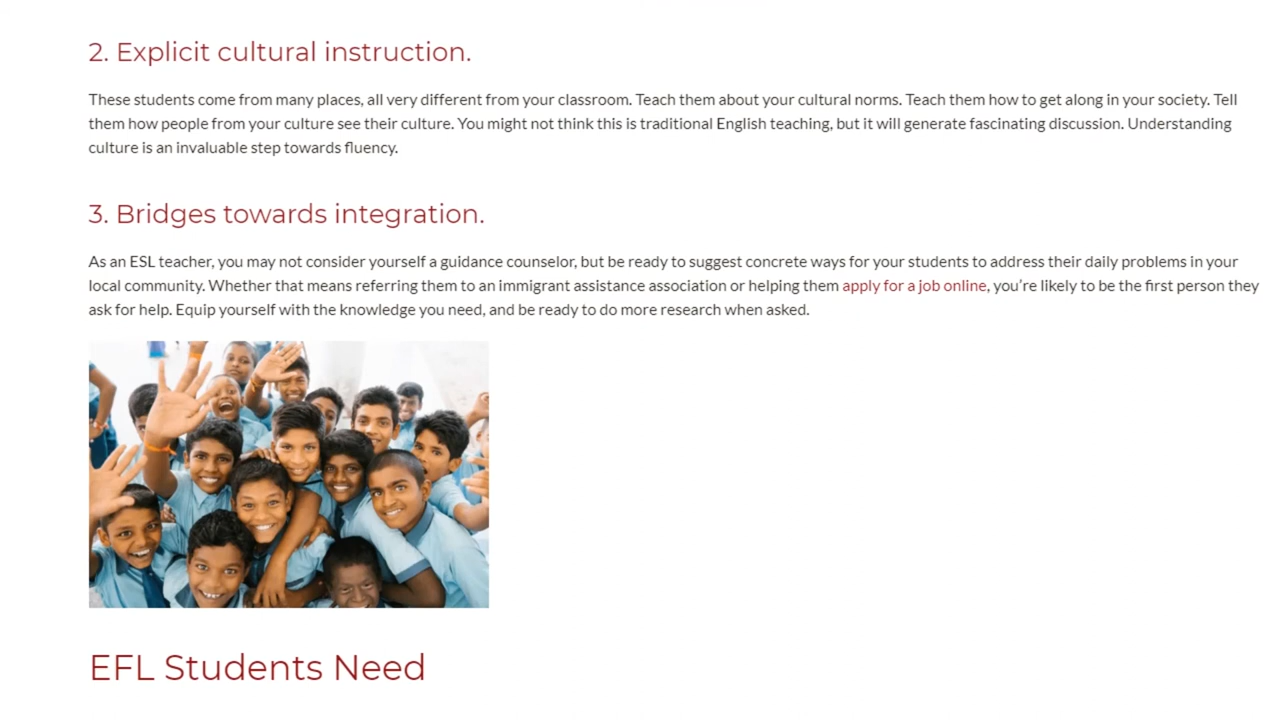 2. Explicit cultural instruction.
These students come from many places, all very different from your classroom. Teach them about your cultural norms. Teach them how to get along in your society. Tell
them how people from your culture see their culture. You might not think this is traditional English teaching, but it will generate fascinating discussion. Understanding
culture is an invaluable step towards fluency.
3. Bridges towards integration.
As an ESL teacher, you may not consider yourself a guidance counselor, but be ready to suggest concrete ways for your students to address their daily problems in your
local community. Whether that means referring them to an immigrant assistance association or helping them apply for a job online, you’re likely to be the first person they
ask for help. Equip yourself with the knowledge you need, and be ready to do more research when asked.
EFL Students Need